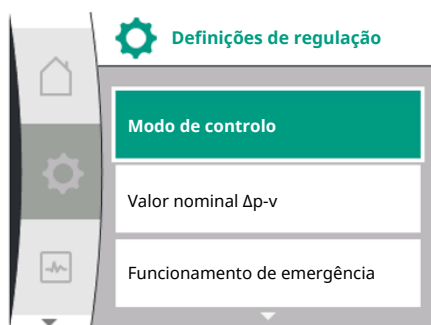 Definições de regulação
Modo de controlo
Valor nominal Δp-v
Funcionamento de emergência